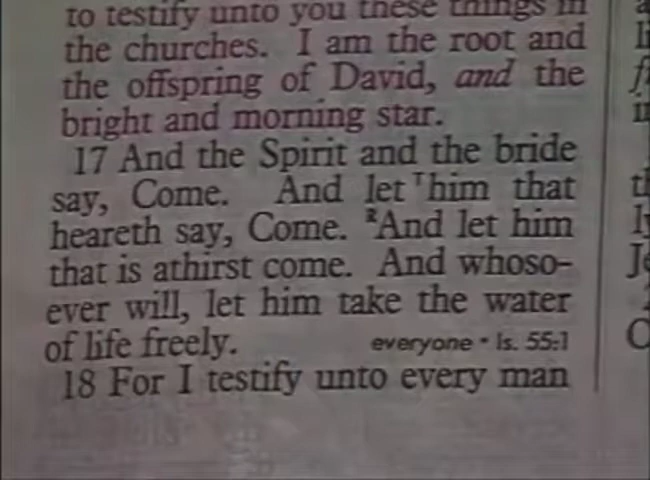 to testify unto you these things in
the churches. I am the root and
the offspring of David, and the
bright and morning star.
17 And the Spirit and the bride
say, Come. And let ¹him that
heareth say, Come. ²And let him
that is athirst come. And whoso-
ever will, let him take the water
of life freely. everyone · Is. 55:1
18 For I testify unto every man